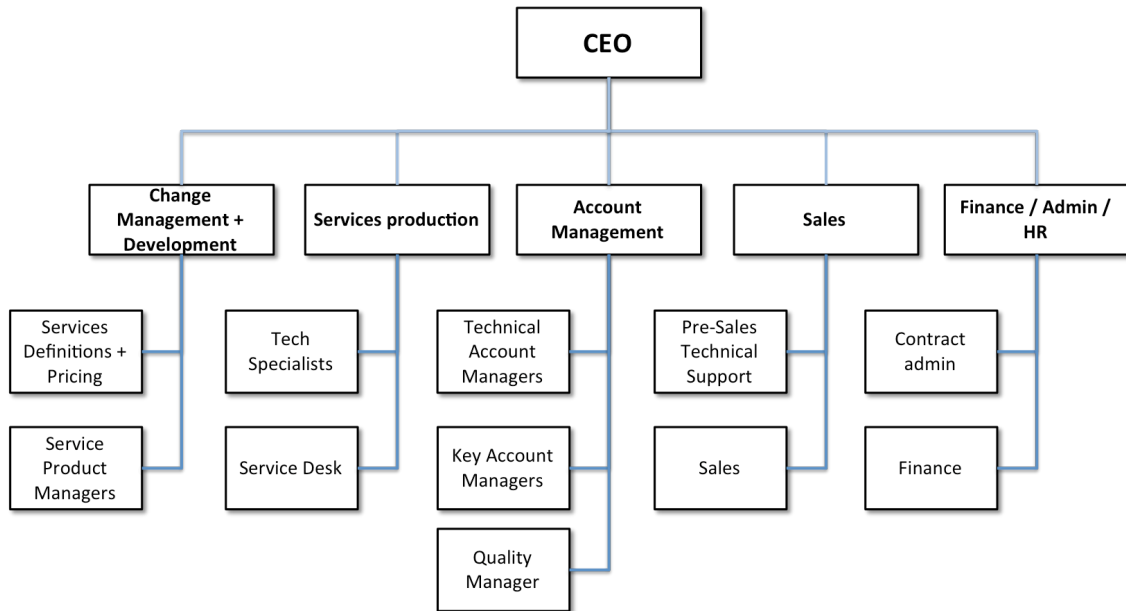 CEO
Change
Management +
Development
Services production
Account
Management
Sales
Finance / Admin /
HR
Services
Definitions +
Pricing
Tech
Specialists
Technical
Account
Managers
Pre-Sales
Technical
Support
Contract
admin
Service
Product
Managers
Service Desk
Key Account
Managers
Sales
Finance
Quality
Manager